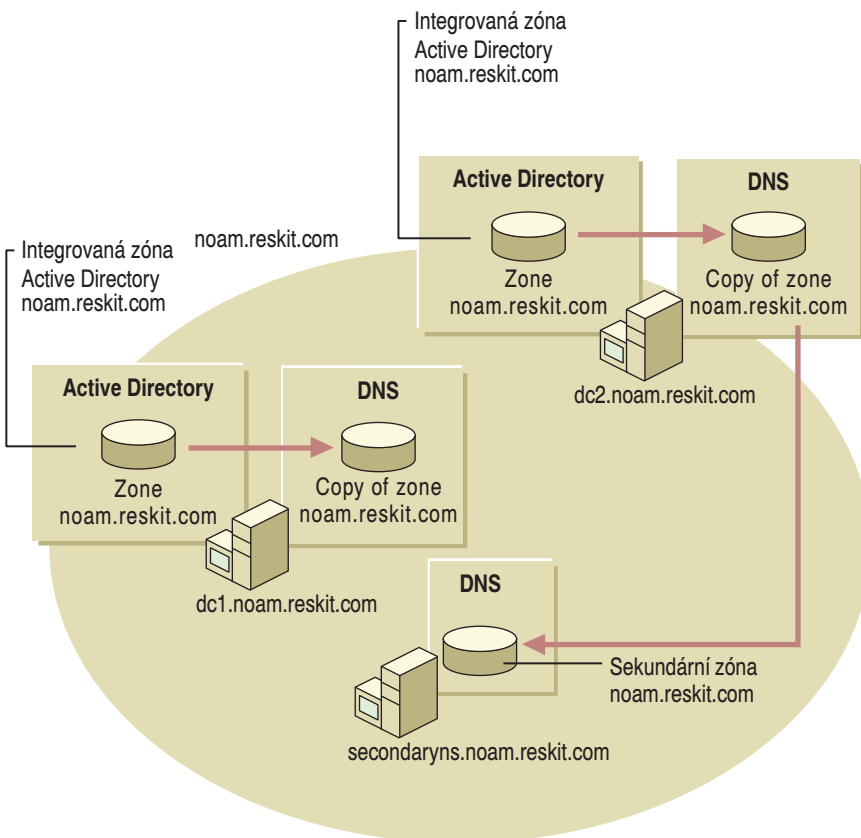 Integrovaná zóna
Active Directory
noam.reskit.com
Active Directory
DNS
Zone
noam.reskit.com
Copy of zone
noam.reskit.com
dc2.noam.reskit.com
noam.reskit.com
Integrovaná zóna
Active Directory
noam.reskit.com
Active Directory
DNS
Zone
noam.reskit.com
Copy of zone
noam.reskit.com
dc1.noam.reskit.com
DNS
Sekundární zóna
noam.reskit.com
secondaryns.noam.reskit.com